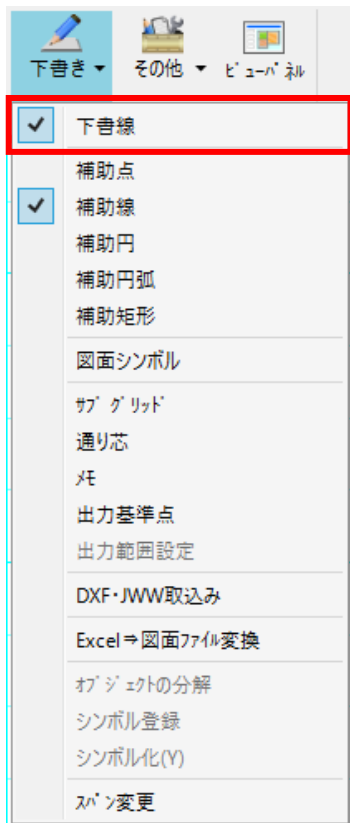 下書き その他 ﾋﾞｭｰﾊﾟﾈﾙ
下書線
補助点
補助線
補助円
補助円弧
補助矩形
図面シンボル
ｻﾌﾞｸﾞﾘｯﾄﾞ
通り芯
ﾒﾓ
出力基準点
出力範囲設定
DXF・JWW取込み
Excel⇒図面ﾌｧｲﾙ変換
ｵﾌﾞｼﾞｪｸﾄの分解
シンボル登録
シンボル化(Y)
ｽﾊﾟﾝ変更